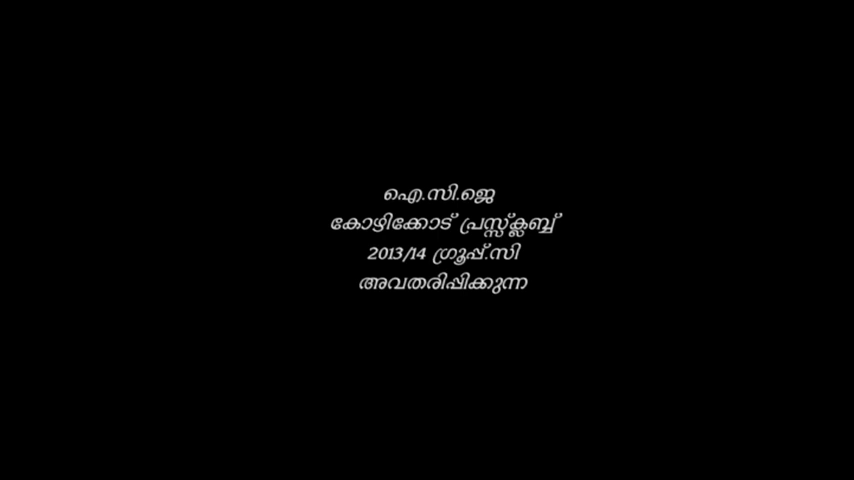 ഐ.സി.ജെ
കോഴിക്കോട് പ്രസ്സ്ക്ലബ്ബ്
2013/14 ഗ്രൂപ്പ്.സി
അവതരിപ്പിക്കുന്ന